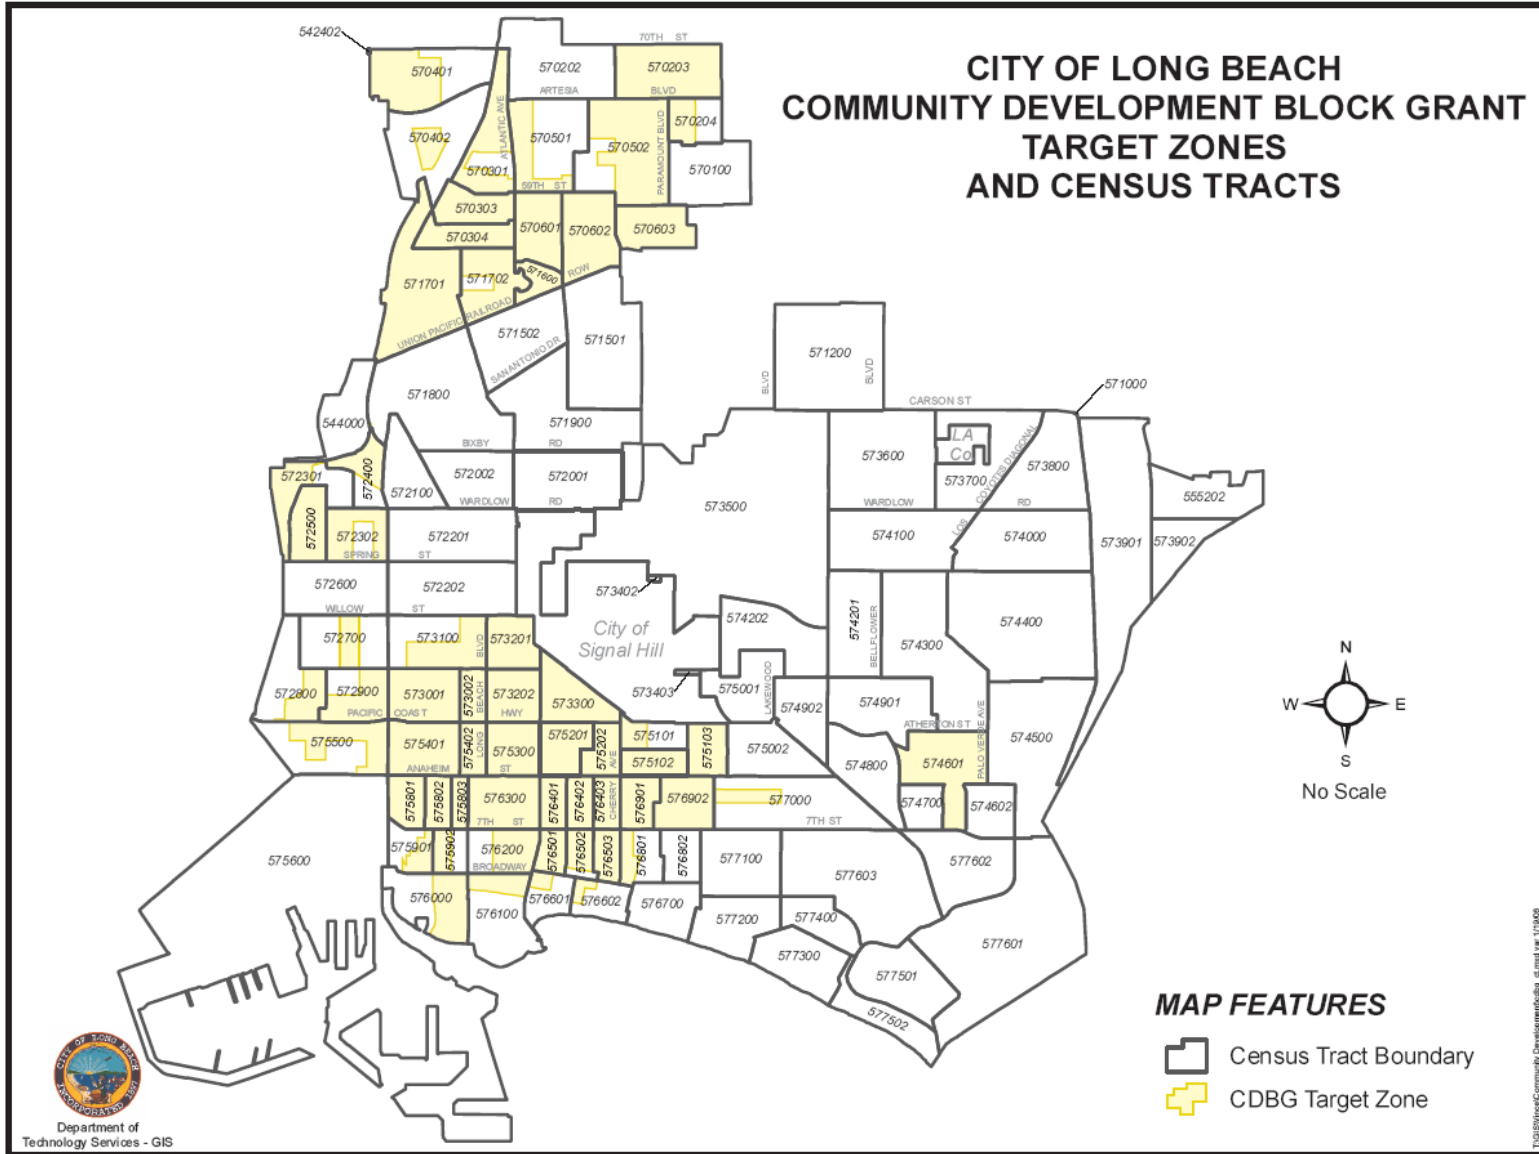 CITY OF LONG BEACH
COMMUNITY DEVELOPMENT BLOCK GRANT
TARGET ZONES
AND CENSUS TRACTS
542402
70TH ST
570401
570202
570203
ARTESIA BLVD
ATLANTIC AVE
570402
570501
570502
PARAMOUNT BLVD
570204
570100
570301
59TH ST
570303
570304
570601
570602
570603
571701
571702
571600
UNION PACIFIC RAILROAD ROW
571502
571501
SAN ANTONIO DR
571200
BLVD
BLVD
571800
571000
CARSON ST
544000
571900
BIXBY RD
LA
Co
573600
573700
573800
LOS COYOTES DIAGONAL
572301
572400
572100
572002
572001
WARDLOW RD
573500
WARDLOW RD
555202
572500
572302
572201
SPRING ST
574100
574000
573901
573902
572600
572202
WILLOW ST
573402
City of
Signal Hill
574202
574201
BELLFLOWER
574300
574400
572700
573100
BLVD
573201
572800
572900
573001
573002
BEACH
573202
573300
573403
575001
LAKEWOOD
574902
574901
PACIFIC COAST HWY
ATHERTON ST
PALO VERDE AVE
574500
575500
575401
575402
LONG
575300
575201
575202
AVE
575101
575102
575103
575002
574800
574601
ANAHEIM ST
575801
575802
575803
576300
576401
576402
576403
CHERRY
576901
576902
577000
574700
574602
7TH ST
7TH ST
575901
575902
576200
BROADWAY
576501
576502
576503
576801
576802
577100
577603
577602
575600
576000
576100
576601
576602
576700
577200
577400
577300
577501
577502
577601
N
W E
S
No Scale
MAP FEATURES
Census Tract Boundary
CDBG Target Zone
CITY OF LONG BEACH
INCORPORATED 1897
Department of
Technology Services - GIS